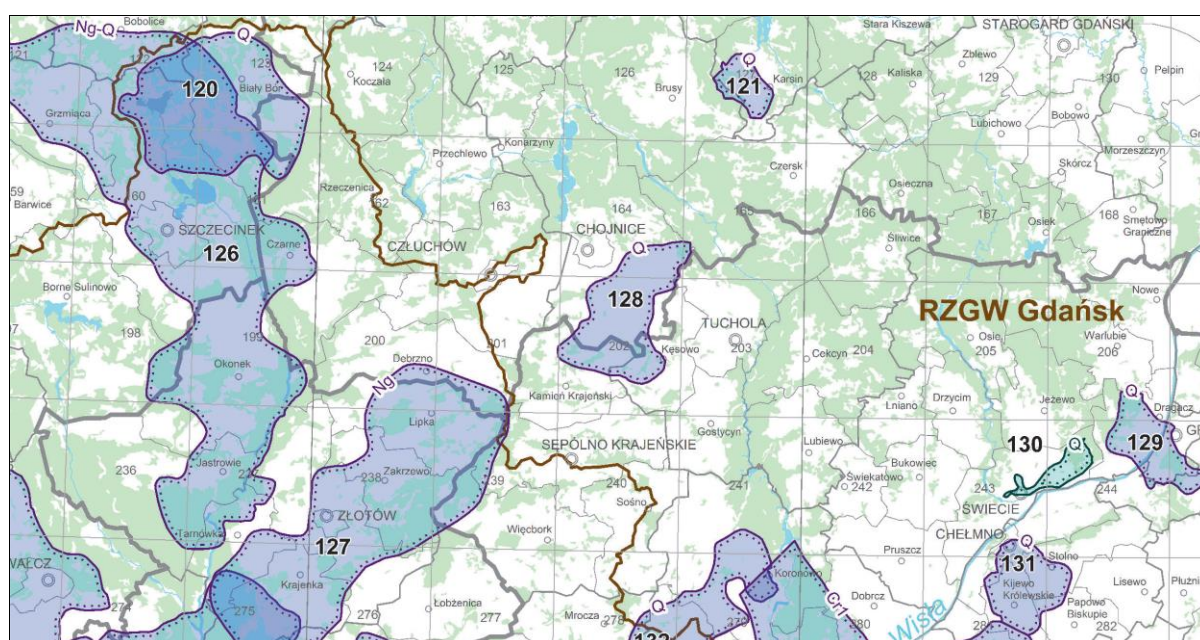 Ng-Q
Bobolice
Q
Stara Kiszewa
STAROGARD GDAŃSKI
121
123
124
Koczała
125
126
Brusy
Q
127
121
Karsin
128
Kaliska
Zblewo
129
130
Pelpin
120
Biały Bór
Grzmiąca
Bobowo
Lubichowo
Morzeszczyn
Konarzyny
Przechlewo
Czersk
Skórcz
59
Barwice
160
Rzeczenica
162
163
164
165
166
Osieczna
167
Osiek
168
Smętowo
Graniczne
SZCZECINEK
126
Czarne
CZŁUCHÓW
CHOJNICE
Q
Śliwice
Borne Sulinowo
128
RZGW Gdańsk
Nowe
198
199
200
201
202
Kęsowo
TUCHOLA
203
Cekcyn
204
Osie
205
Warlubie
206
Okonek
Debrzno
Ng
Kamień Krajeński
Lniano
Drzycim
Jeżewo
Q
Dragacz
Lipka
Gostycyn
SĘPÓLNO KRAJEŃSKIE
Lubiewo
130
Q
129
236
Jastrowie
Zakrzewo
238
240
241
Bukowiec
Świekatowo
242
243
244
Sośno
ZŁOTÓW
ŚWIECIE
Tarnówka
127
Więcbork
CHEŁMNO
Q
Pruszcz
Stolno
131
Krajenka
Koronowo
Kijewo
Królewskie
Lisewo
275
276
Łobżenica
277
Mrocza
278
Q
Cr1
Dobrcz
280
Wisła
Papowo
Biskupie
282